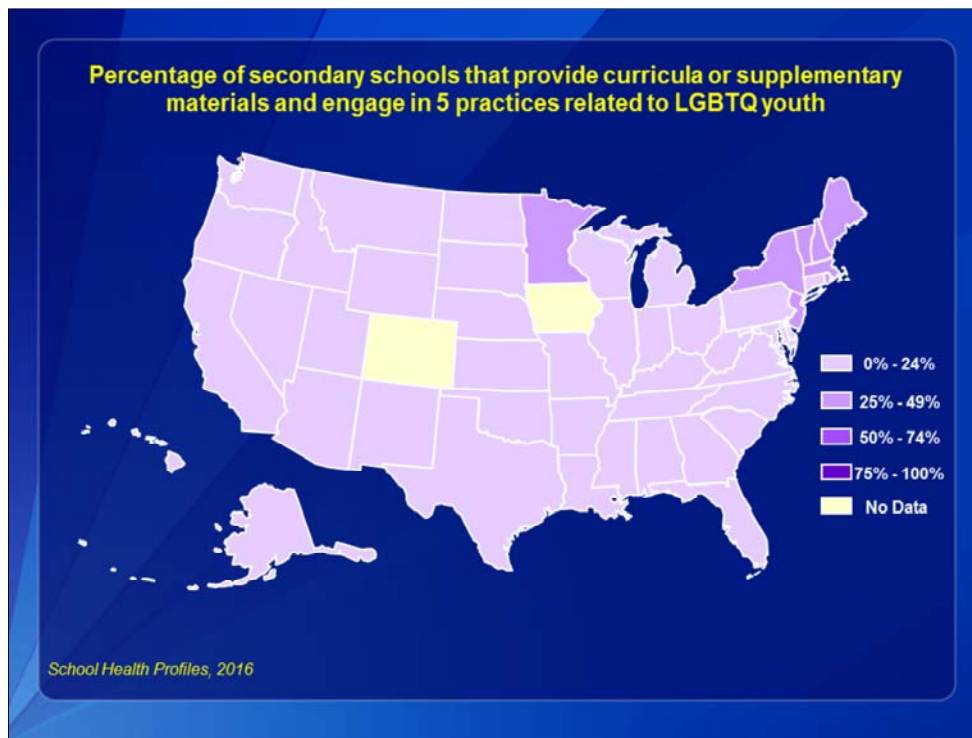 Percentage of secondary schools that provide curricula or supplementary
materials and engage in 5 practices related to LGBTQ youth
0% - 24%
25% - 49%
50% - 74%
75% - 100%
No Data
School Health Profiles, 2016